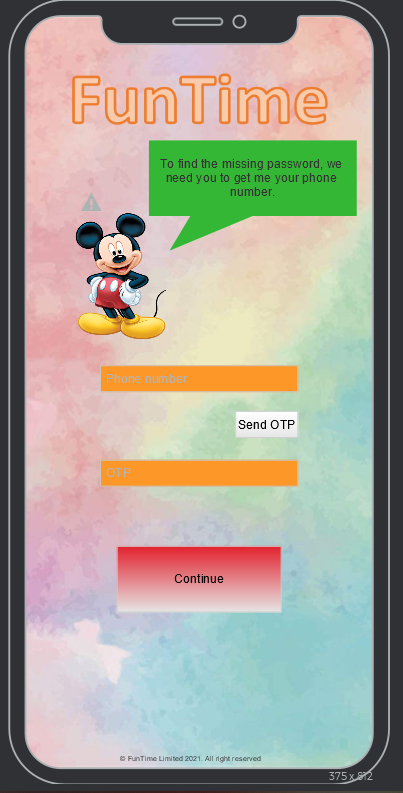 FunTime
To find the missing password, we
need you to get me your phone
number.
Phone number
Send OTP
OTP
Continue
© FunTime Limited 2021. All right reserved
375 x 812